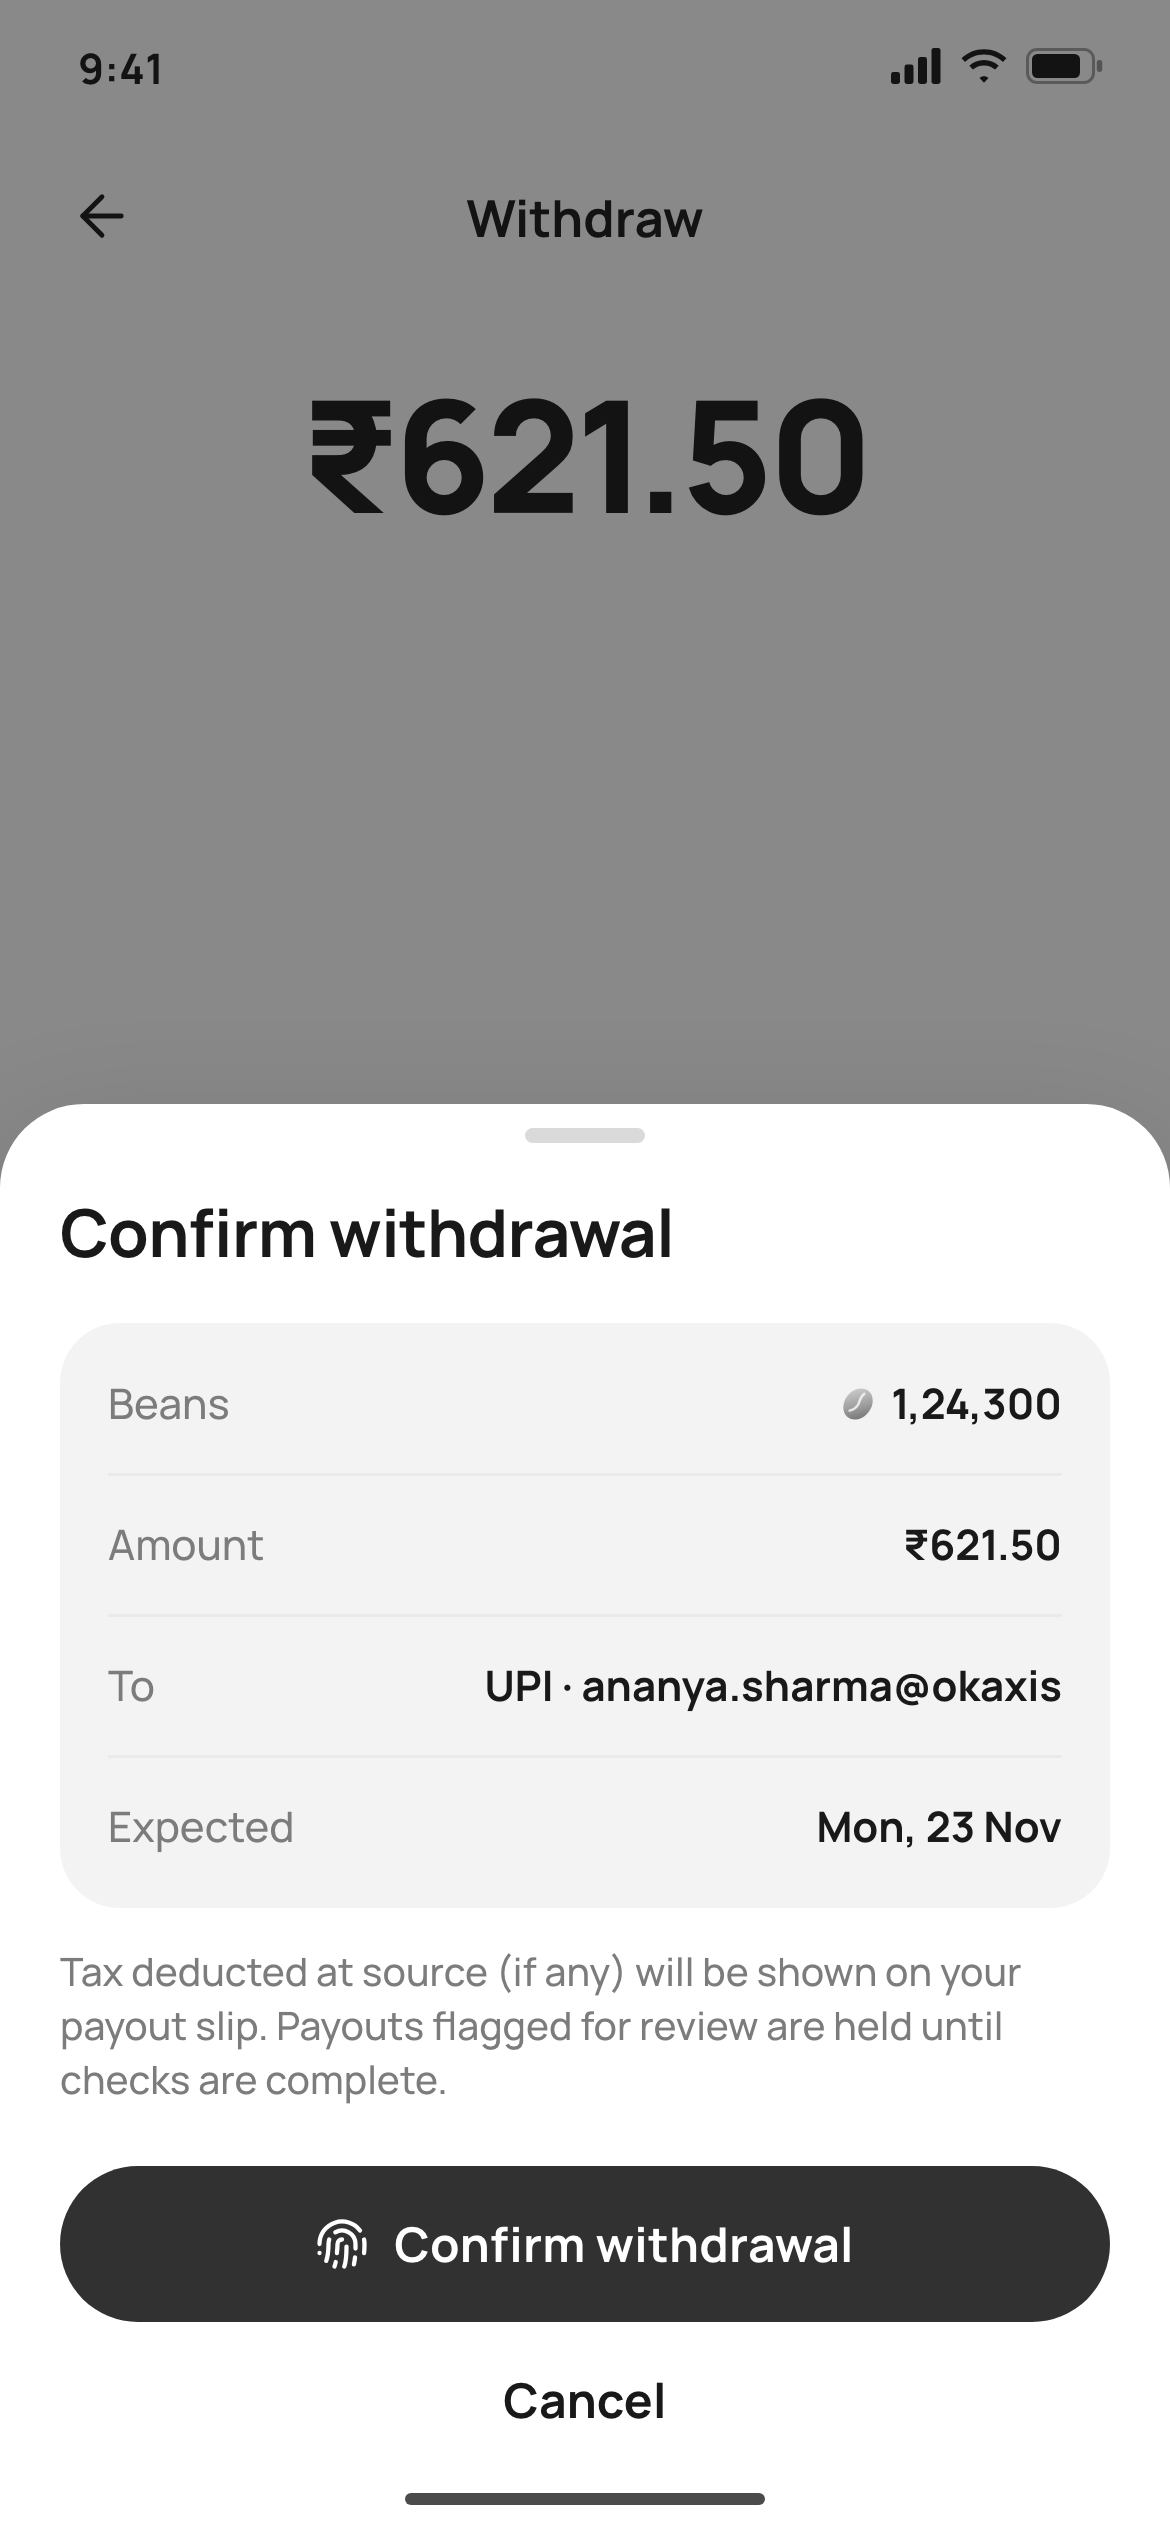 9:41
Withdraw
₹621.50
Confirm withdrawal
Beans 1,24,300
Amount ₹621.50
To UPI · ananya.sharma@okaxis
Expected Mon, 23 Nov
Tax deducted at source (if any) will be shown on your
payout slip. Payouts flagged for review are held until
checks are complete.
Confirm withdrawal
Cancel